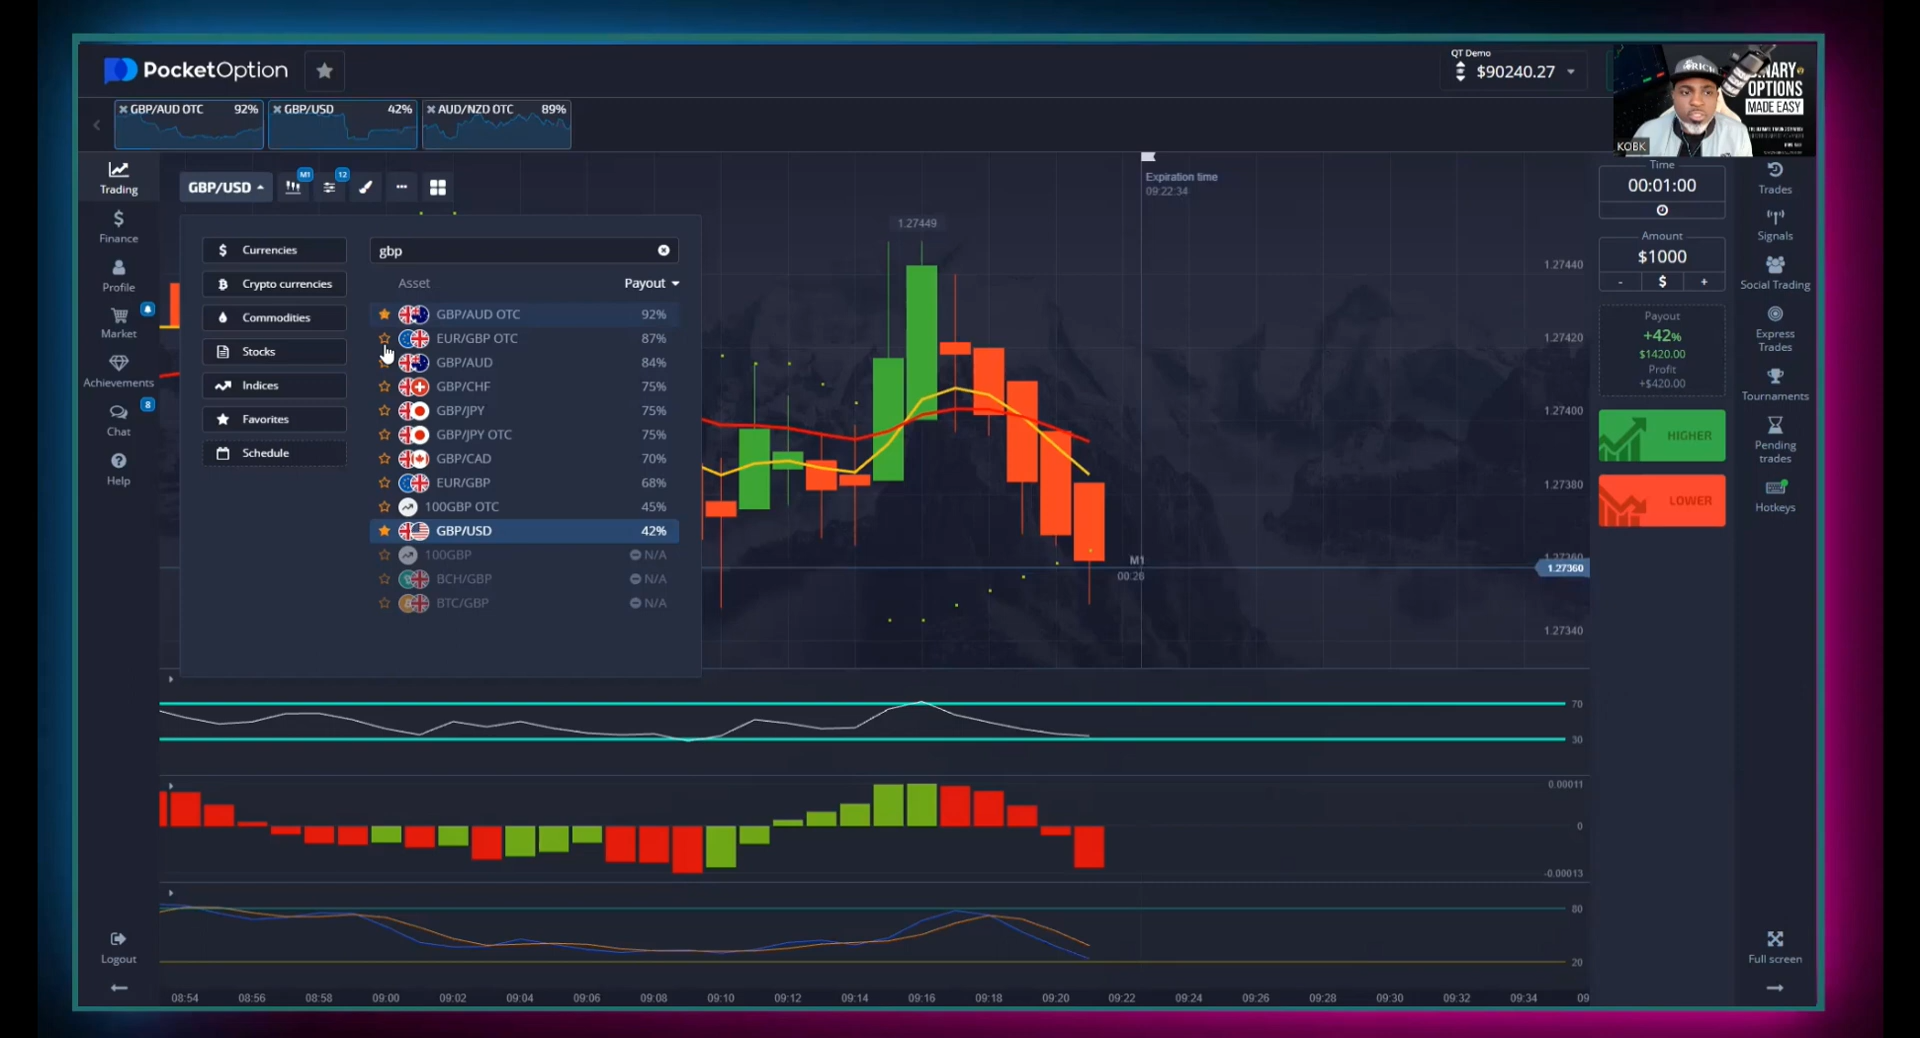 PocketOption
QT Demo
$90240.27
GBP/AUD OTC 92%
GBP/USD 42%
AUD/NZD OTC 89%
BINARY
OPTIONS
MADE EASY
KOBK
Trading
Finance
Profile
Market
Achievements
8
Chat
Help
Logout
GBP/USD
M1
12
Currencies
Crypto currencies
Commodities
Stocks
Indices
Favorites
Schedule
gbp
Asset Payout
GBP/AUD OTC 92%
EUR/GBP OTC 87%
GBP/AUD 84%
GBP/CHF 75%
GBP/JPY 75%
GBP/JPY OTC 75%
GBP/CAD 70%
EUR/GBP 68%
100GBP OTC 45%
GBP/USD 42%
100GBP N/A
BCH/GBP N/A
BTC/GBP N/A
1.27449
Expiration time
09:22:34
M1
00:28
1.27440
1.27420
1.27400
1.27380
1.27360
1.27360
1.27340
70
30
0.00011
0
-0.00013
80
20
08:54 08:56 08:58 09:00 09:02 09:04 09:06 09:08 09:10 09:12 09:14 09:16 09:18 09:20 09:22 09:24 09:26 09:28 09:30 09:32 09:34 09
Time
00:01:00
Amount
$1000
- $ +
Payout
+42%
$1420.00
Profit
+$420.00
HIGHER
LOWER
Trades
Signals
Social Trading
Express
Trades
Tournaments
Pending
trades
Hotkeys
Full screen